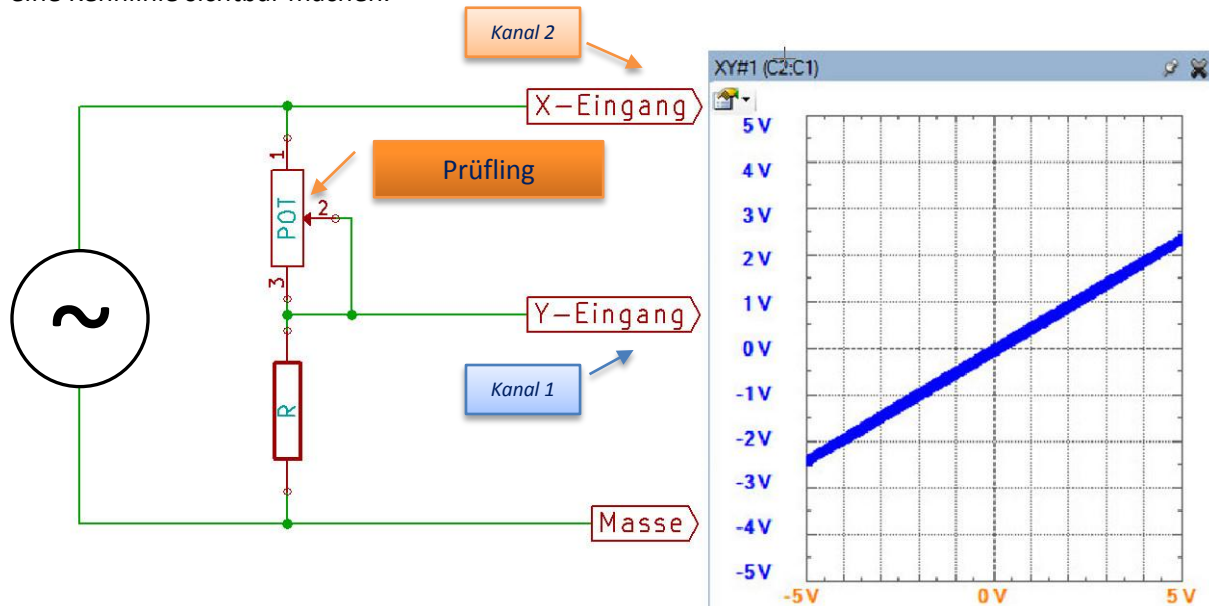 Kanal 2
X-Eingang
1
POT
2
3
Prüfling
Y-Eingang
Kanal 1
R
Masse
~
XY#1 (C2:C1)
5 V
4 V
3 V
2 V
1 V
0 V
-1 V
-2 V
-3 V
-4 V
-5 V
-5 V
0 V
5 V